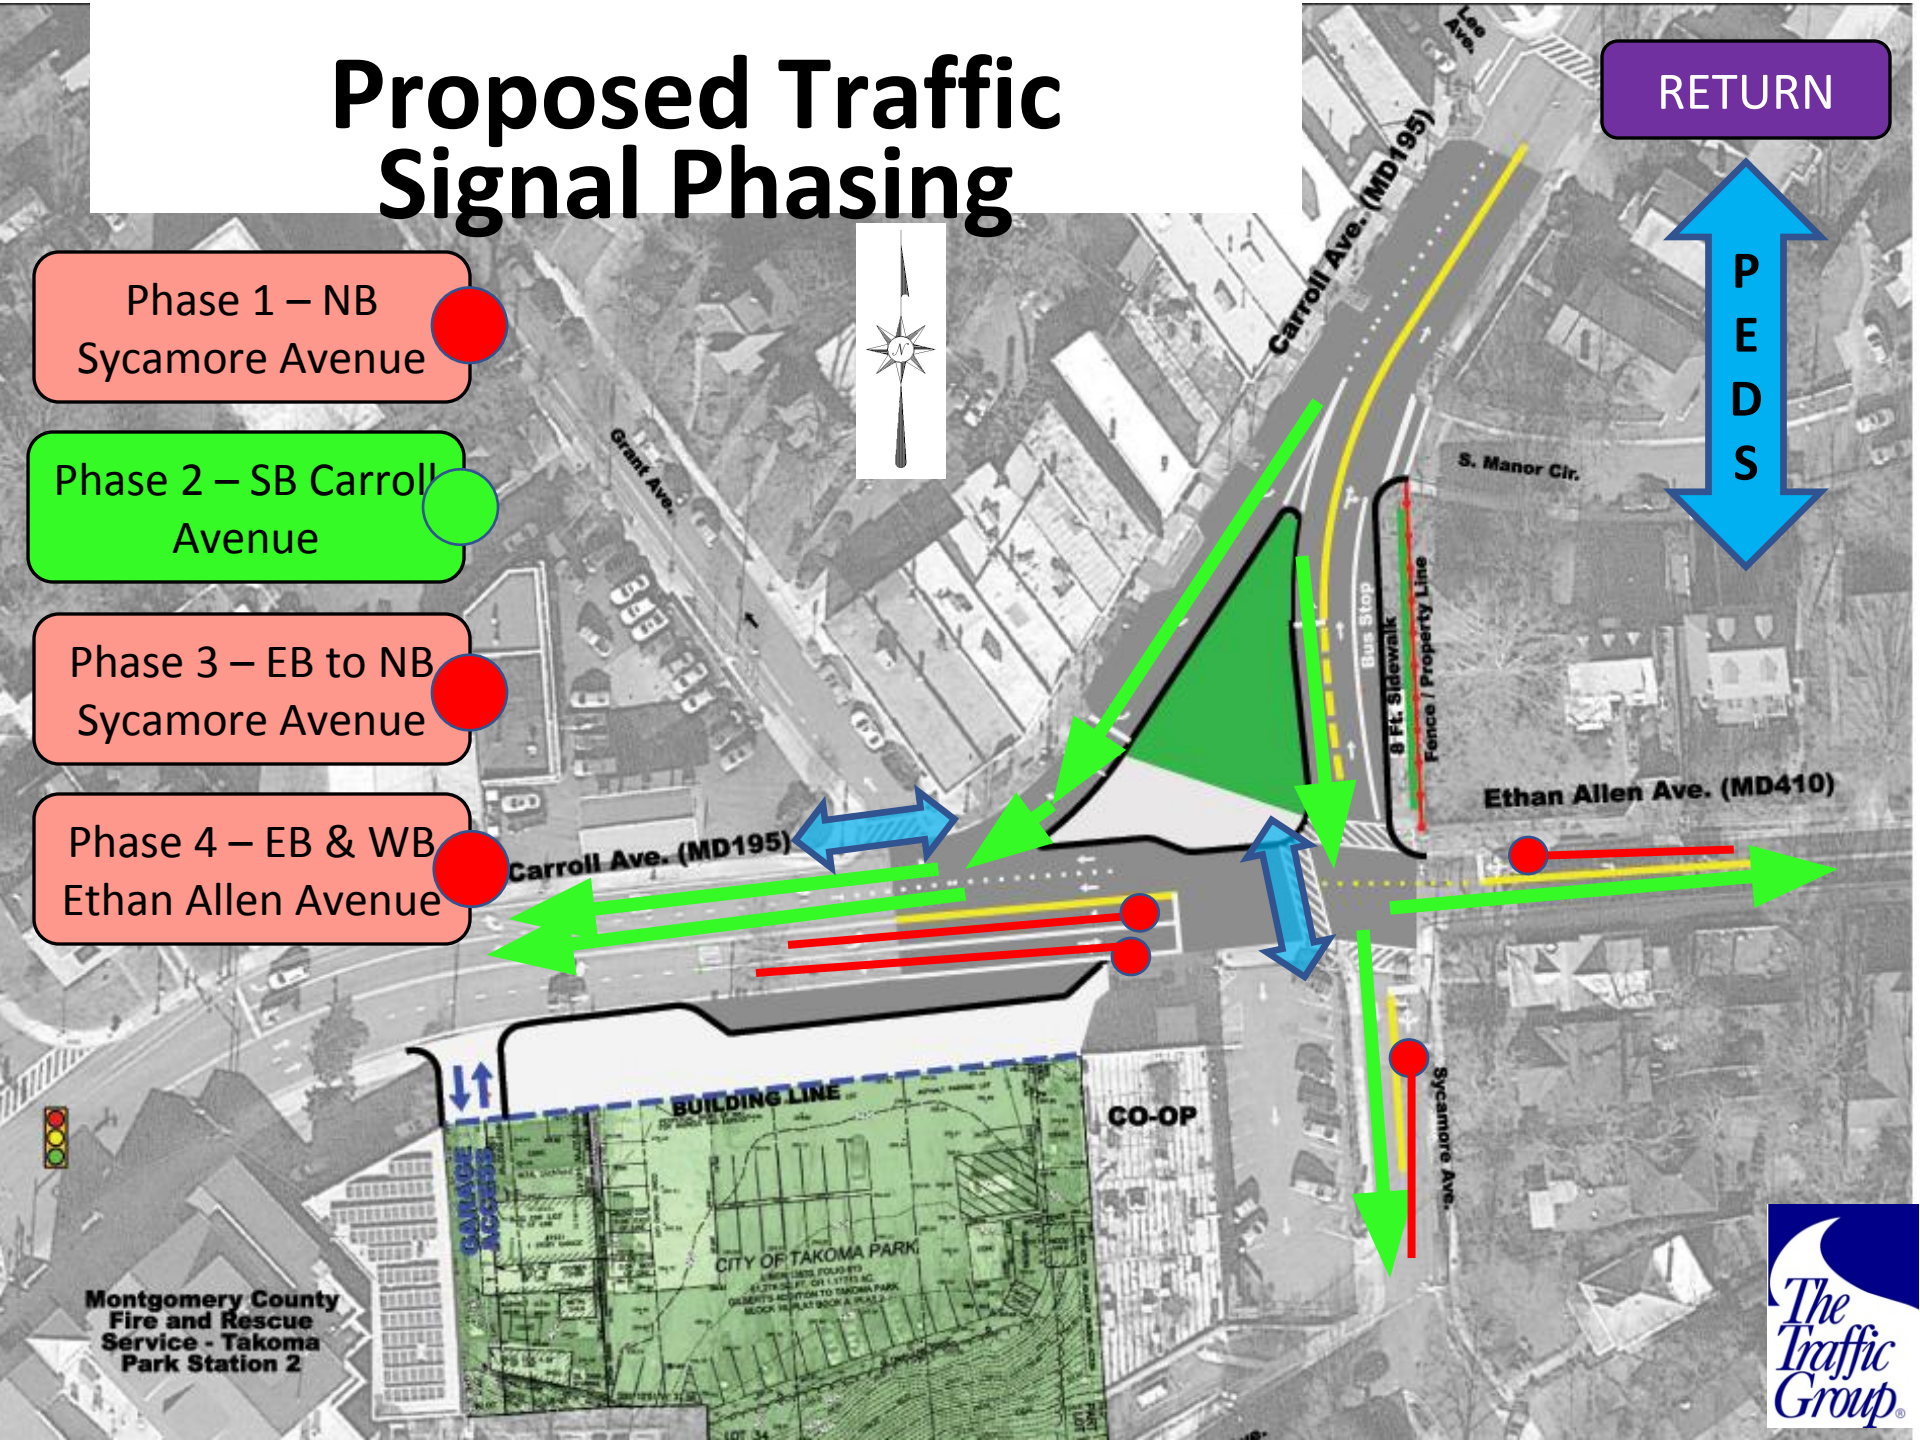 Proposed Traffic
Signal Phasing
RETURN
P
E
D
S
Phase 1 – NB
Sycamore Avenue
Phase 2 – SB Carroll
Avenue
Phase 3 – EB to NB
Sycamore Avenue
Phase 4 – EB & WB
Ethan Allen Avenue
Lee
Ave.
Carroll Ave. (MD195)
Grant Ave.
N
S. Manor Cir.
Bus Stop
8 Ft. Sidewalk
Fence / Property Line
Ethan Allen Ave. (MD410)
Carroll Ave. (MD195)
Sycamore Ave.
BUILDING LINE
CO-OP
GARAGE
ACCESS
CITY OF TAKOMA PARK
LOT 34
Montgomery County
Fire and Rescue
Service - Takoma
Park Station 2
The
Traffic
Group®